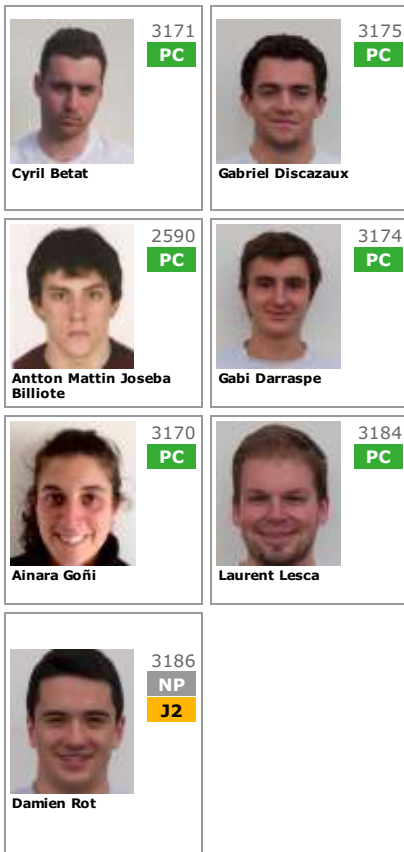 3171
PC
Cyril Betat
3175
PC
Gabriel Discazaux
2590
PC
Antton Mattin Joseba
Billiote
3174
PC
Gabi Darraspe
3170
PC
Ainara Goñi
3184
PC
Laurent Lesca
3186
NP
J2
Damien Rot